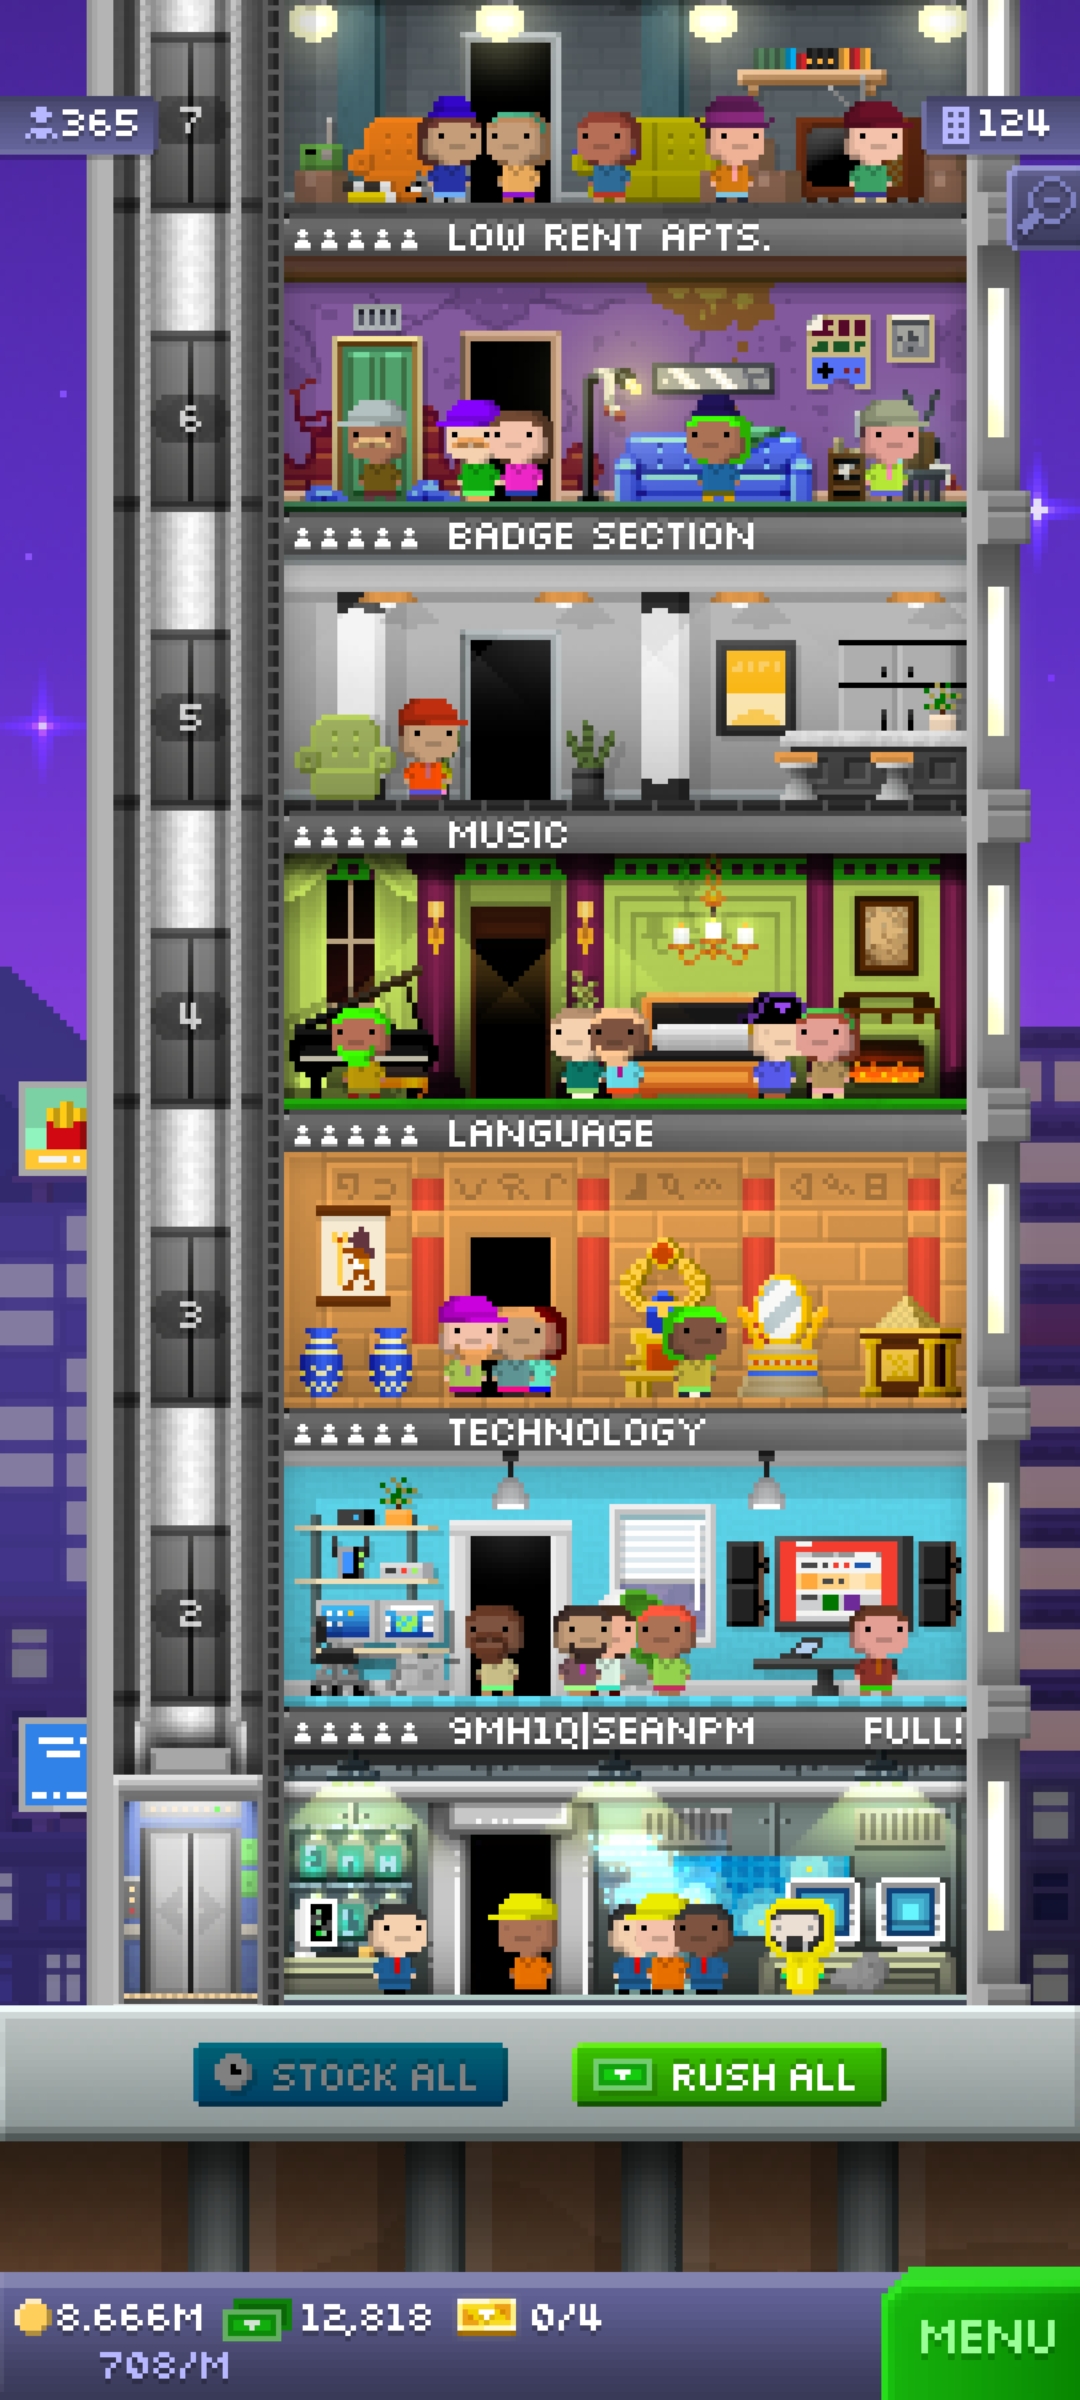 365
7
124
LOW RENT APTS.
6
BADGE SECTION
5
MUSIC
4
LANGUAGE
3
TECHNOLOGY
2
9MH1Q|SEANPM FULL!
STOCK ALL
RUSH ALL
8.666M 12,818 0/4
708/M
MENU